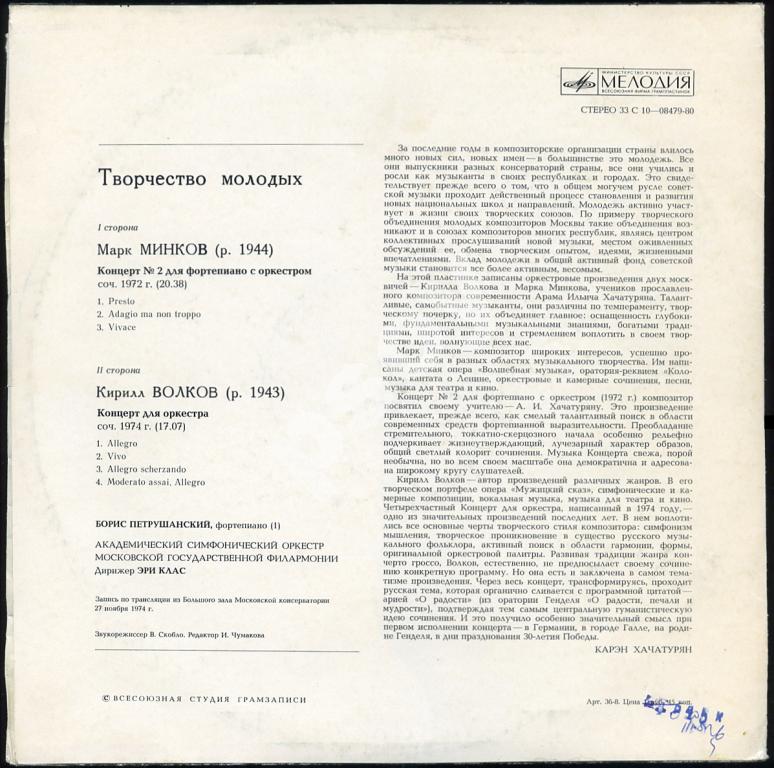 МИНИСТЕРСТВО КУЛЬТУРЫ СССР
МЕЛОДИЯ
ВСЕСОЮЗНАЯ ФИРМА ГРАМПЛАСТИНОК
СТЕРЕО 33 С 10—08479-80
Творчество молодых
I сторона
Марк МИНКОВ (р. 1944)
Концерт № 2 для фортепиано с оркестром
соч. 1972 г. (20.38)
1. Presto
2. Adagio ma non troppo
3. Vivace
II сторона
Кирилл ВОЛКОВ (р. 1943)
Концерт для оркестра
соч. 1974 г. (17.07)
1. Allegro
2. Vivo
3. Allegro scherzando
4. Moderato assai, Allegro
БОРИС ПЕТРУШАНСКИЙ, фортепиано (1)
АКАДЕМИЧЕСКИЙ СИМФОНИЧЕСКИЙ ОРКЕСТР
МОСКОВСКОЙ ГОСУДАРСТВЕННОЙ ФИЛАРМОНИИ
Дирижер ЭРИ КЛАС
Запись по трансляции из Большого зала Московской консерватории
27 ноября 1974 г.
Звукорежиссер В. Скобло. Редактор И. Чумакова
© ВСЕСОЮЗНАЯ СТУДИЯ ГРАМЗАПИСИ
За последние годы в композиторские организации страны влилось
много новых сил, новых имен — в большинстве это молодежь. Все
они выпускники разных консерваторий страны, все они учились и
росли как музыканты в своих республиках и городах. Это свиде-
тельствует прежде всего о том, что в общем могучем русле совет-
ской музыки проходит действенный процесс становления и развития
новых национальных школ и направлений. Молодежь активно участ-
вует в жизни своих творческих союзов. По примеру творческого
объединения молодых композиторов Москвы такие объединения воз-
никают и в союзах композиторов многих республик, являясь центром
коллективных прослушиваний новой музыки, местом оживленных
обсуждений ее, обмена творческим опытом, идеями, жизненными
впечатлениями. Вклад молодежи в общий активный фонд советской
музыки становится все более активным, весомым.
На этой пластинке записаны оркестровые произведения двух моск-
вичей — Кирилла Волкова и Марка Минкова, учеников прославлен-
ного композитора современности Арама Ильича Хачатуряна. Талант-
ливые, самобытные музыканты, они различны по темпераменту, твор-
ческому почерку, но их объединяет главное: оснащенность глубоки-
ми, фундаментальными музыкальными знаниями, богатыми тради-
циями, широтой интересов и стремлением воплотить в своем твор-
честве идеи, волнующие всех нас.
Марк Минков — композитор широких интересов, успешно про-
явивший себя в разных областях музыкального творчества. Им напи-
саны детская опера «Волшебная музыка», оратория-реквием «Коло-
кол», кантата о Ленине, оркестровые и камерные сочинения, песни,
музыка для театра и кино.
Концерт № 2 для фортепиано с оркестром (1972 г.) композитор
посвятил своему учителю — А. И. Хачатуряну. Это произведение
привлекает, прежде всего, как смелый талантливый поиск в области
современных средств фортепианной выразительности. Преобладание
стремительного, токкатно-скерцозного начала особенно рельефно
подчеркивает жизнеутверждающий, лучезарный характер образов,
общий светлый колорит сочинения. Музыка Концерта свежа, порой
необычна, но во всем своем масштабе она демократична и адресова-
на широкому кругу слушателей.
Кирилл Волков — автор произведений различных жанров. В его
творческом портфеле опера «Мужицкий сказ», симфонические и ка-
мерные композиции, вокальная музыка, музыка для театра и кино.
Четырехчастный Концерт для оркестра, написанный в 1974 году, —
одно из значительных произведений последних лет. В нем воплоти-
лись все основные черты творческого стиля композитора: симфонизм
мышления, творческое проникновение в существо русского музы-
кального фольклора, активный поиск в области гармонии, формы,
оригинальной оркестровой палитры. Развивая традиции жанра кон-
черто гроссо, Волков, естественно, не предпосылает своему сочине-
нию конкретную программу. Но она есть и заключена в самом тема-
тизме произведения. Через весь концерт, трансформируясь, проходит
русская тема, которая органично сливается с программной цитатой —
арией «О радости» (из оратории Генделя «О радости, печали и
мудрости»), подтверждая тем самым центральную гуманистическую
идею сочинения. И это получило особенно значительный смысл при
первом исполнении концерта — в Германии, в городе Галле, на роди-
не Генделя, в дни празднования 30-летия Победы.
КАРЭН ХАЧАТУРЯН
Арт. 36-8. Цена